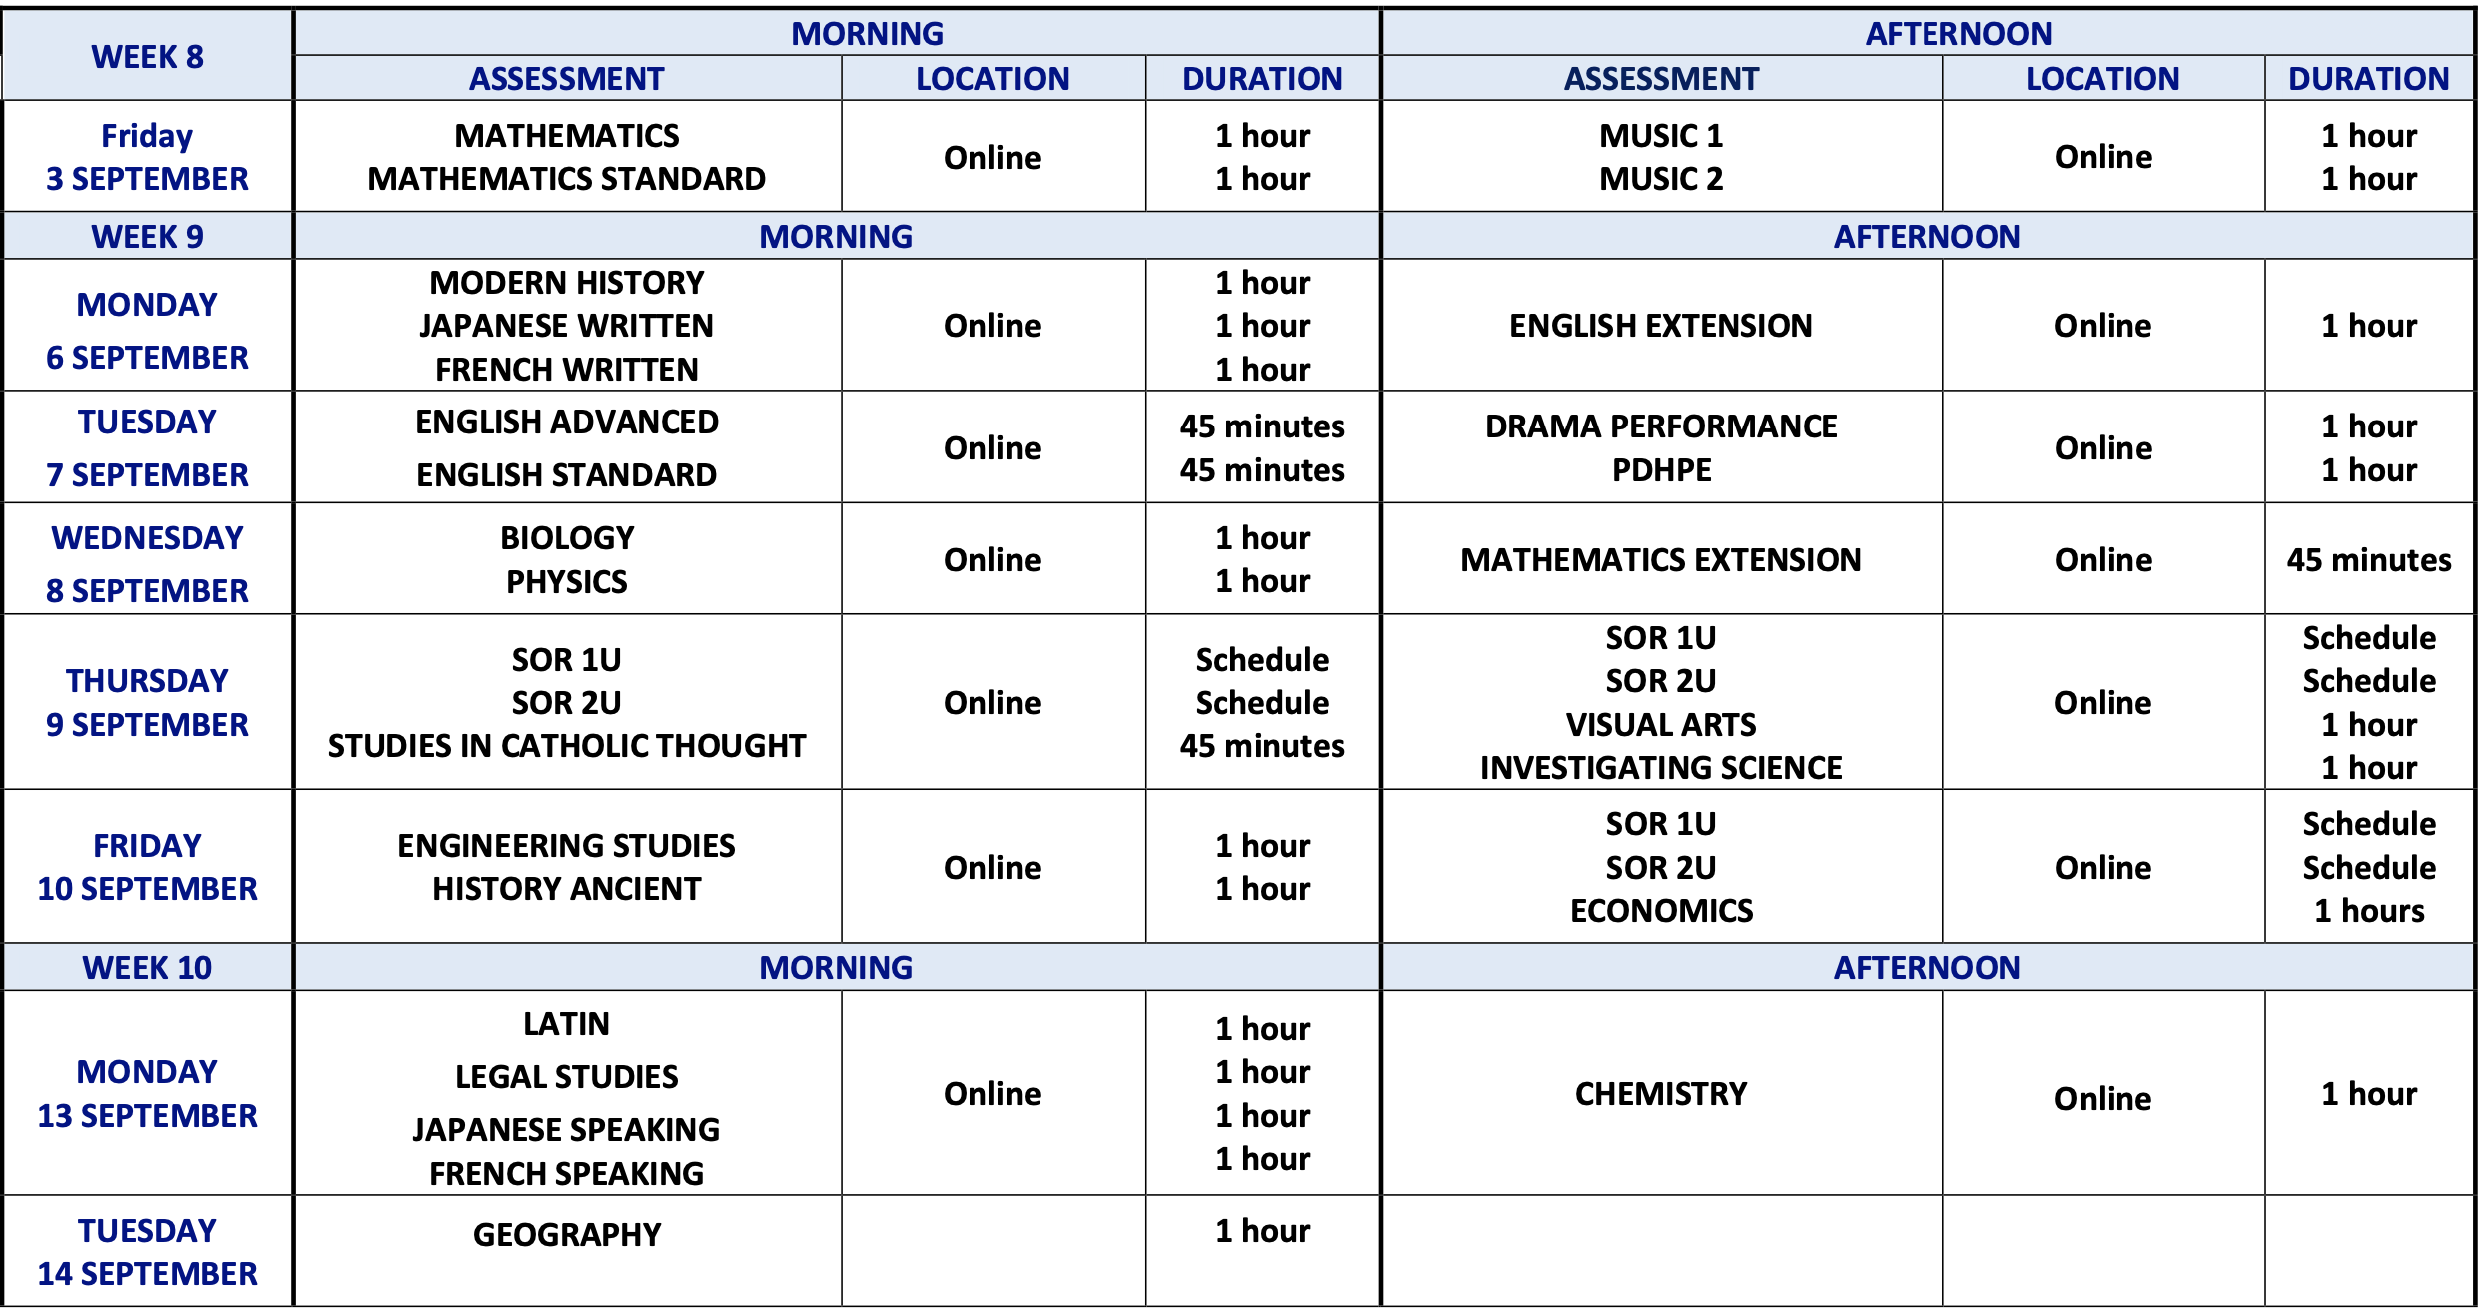 WEEK 8
MORNING
AFTERNOON
ASSESSMENT
LOCATION
DURATION
ASSESSMENT
LOCATION
DURATION
Friday
3 SEPTEMBER
MATHEMATICS
MATHEMATICS STANDARD
Online
1 hour
1 hour
MUSIC 1
MUSIC 2
Online
1 hour
1 hour
WEEK 9
MORNING
AFTERNOON
MONDAY
6 SEPTEMBER
MODERN HISTORY
JAPANESE WRITTEN
FRENCH WRITTEN
Online
1 hour
1 hour
1 hour
ENGLISH EXTENSION
Online
1 hour
TUESDAY
7 SEPTEMBER
ENGLISH ADVANCED
ENGLISH STANDARD
Online
45 minutes
45 minutes
DRAMA PERFORMANCE
PDHPE
Online
1 hour
1 hour
WEDNESDAY
8 SEPTEMBER
BIOLOGY
PHYSICS
Online
1 hour
1 hour
MATHEMATICS EXTENSION
Online
45 minutes
THURSDAY
9 SEPTEMBER
SOR 1U
SOR 2U
STUDIES IN CATHOLIC THOUGHT
Online
Schedule
Schedule
45 minutes
SOR 1U
SOR 2U
VISUAL ARTS
INVESTIGATING SCIENCE
Online
Schedule
Schedule
1 hour
1 hour
FRIDAY
10 SEPTEMBER
ENGINEERING STUDIES
HISTORY ANCIENT
Online
1 hour
1 hour
SOR 1U
SOR 2U
ECONOMICS
Online
Schedule
Schedule
1 hours
WEEK 10
MORNING
AFTERNOON
MONDAY
13 SEPTEMBER
LATIN
LEGAL STUDIES
JAPANESE SPEAKING
FRENCH SPEAKING
Online
1 hour
1 hour
1 hour
1 hour
CHEMISTRY
Online
1 hour
TUESDAY
14 SEPTEMBER
GEOGRAPHY
1 hour